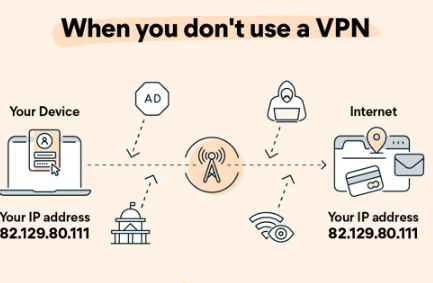 When you don't use a VPN
AD
Your Device
Internet
Your IP address
82.129.80.111
Your IP address
82.129.80.111